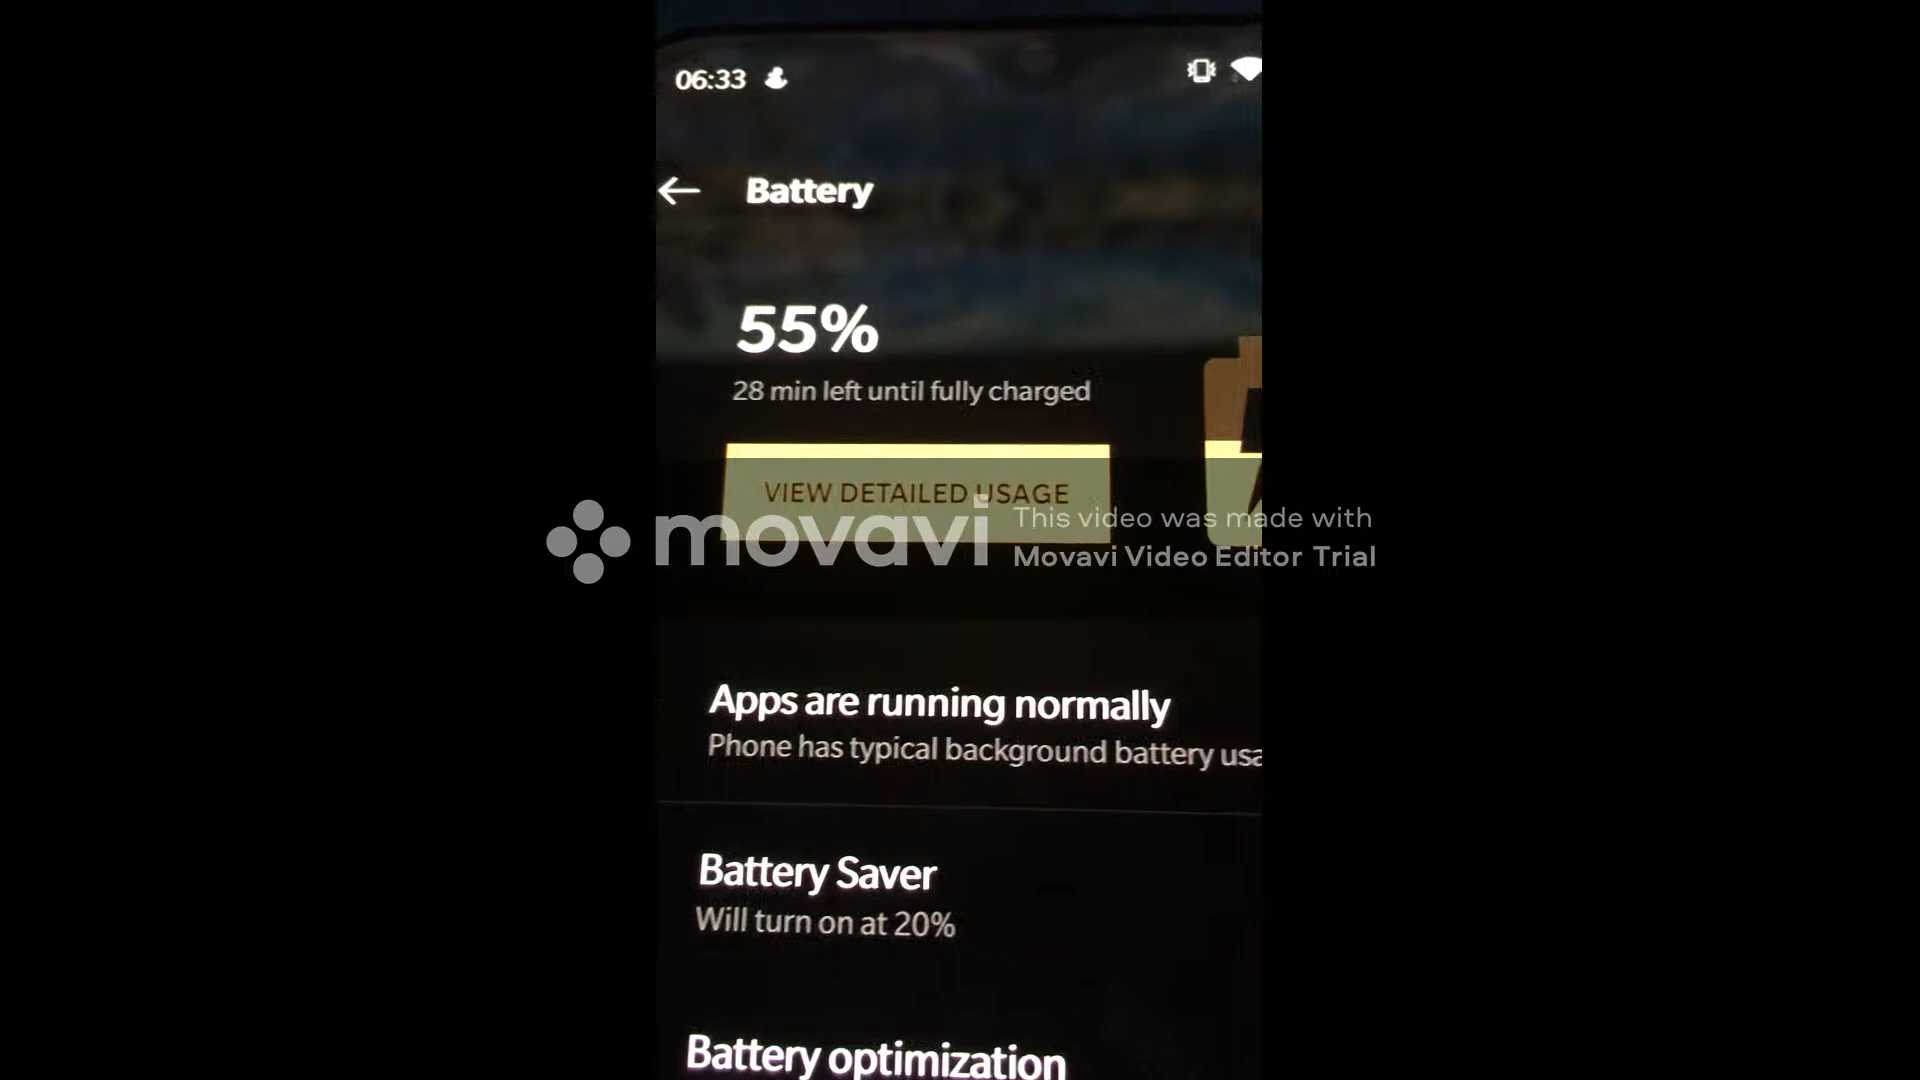 06:33
Battery
55%
28 min left until fully charged
VIEW DETAILED USAGE
movavi
This video was made with
Movavi Video Editor Trial
Apps are running normally
Phone has typical background battery usa
Battery Saver
Will turn on at 20%
Battery optimization